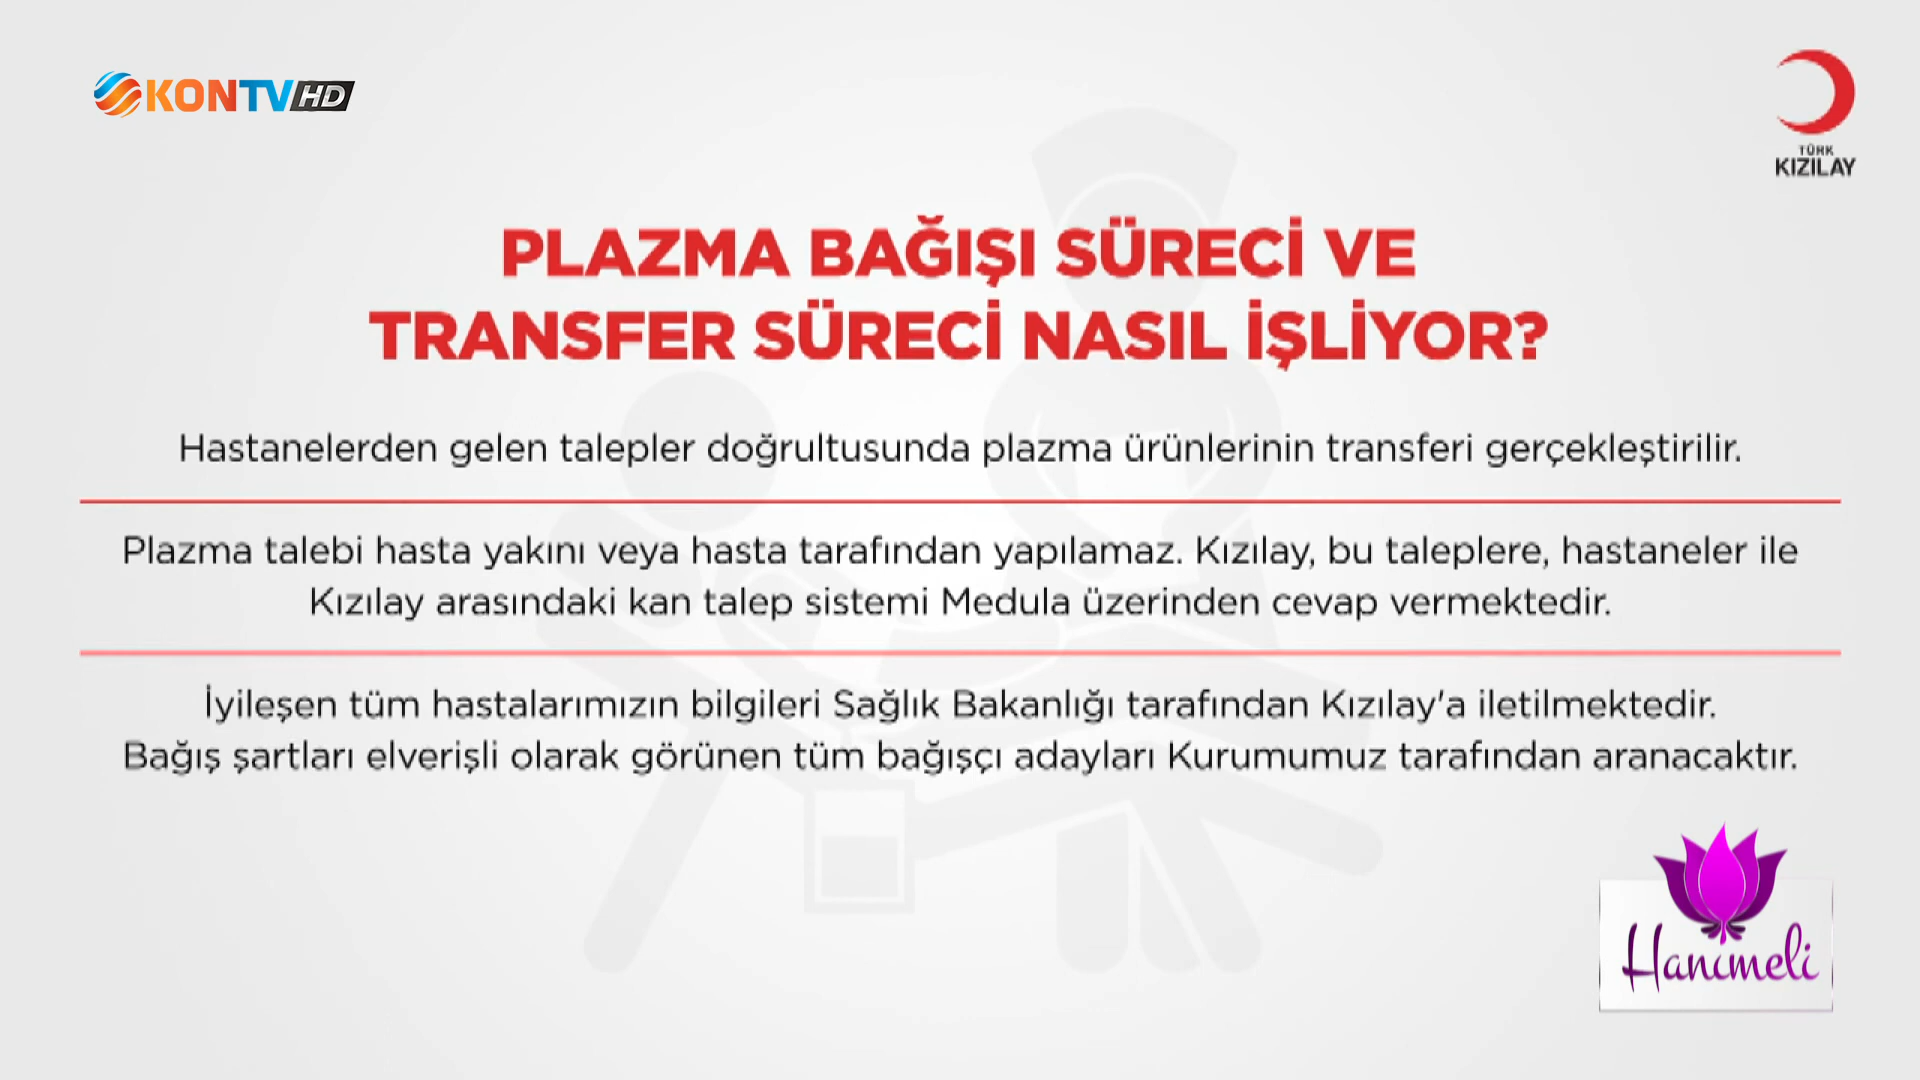 KONTV HD
TÜRK
KIZILAY
PLAZMA BAĞIŞI SÜRECİ VE
TRANSFER SÜRECİ NASIL İŞLİYOR?
Hastanelerden gelen talepler doğrultusunda plazma ürünlerinin transferi gerçekleştirilir.
Plazma talebi hasta yakını veya hasta tarafından yapılamaz. Kızılay, bu taleplere, hastaneler ile
Kızılay arasındaki kan talep sistemi Medula üzerinden cevap vermektedir.
İyileşen tüm hastalarımızın bilgileri Sağlık Bakanlığı tarafından Kızılay'a iletilmektedir.
Bağış şartları elverişli olarak görünen tüm bağışçı adayları Kurumumuz tarafından aranacaktır.
Hanımeli